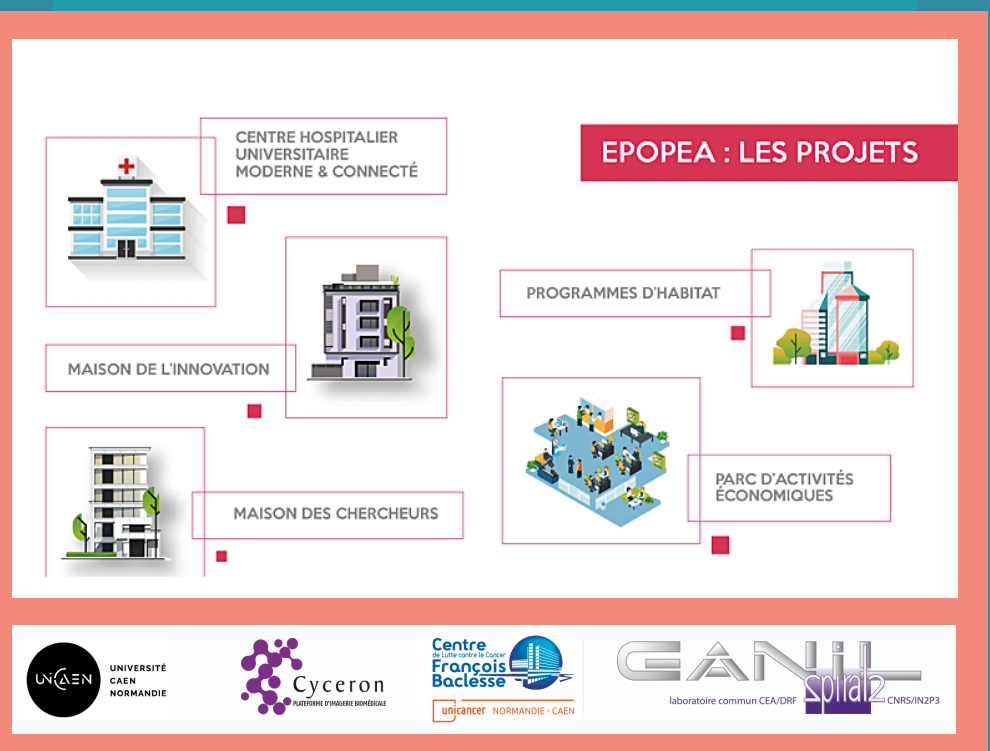 CENTRE HOSPITALIER
UNIVERSITAIRE
MODERNE & CONNECTÉ
EPOPEA : LES PROJETS
PROGRAMMES D'HABITAT
MAISON DE L'INNOVATION
PARC D'ACTIVITÉS
ÉCONOMIQUES
MAISON DES CHERCHEURS
UNICAEN
UNIVERSITÉ
CAEN
NORMANDIE
Cyceron
PLATEFORME D'IMAGERIE BIOMÉDICALE
Centre
de Lutte contre le Cancer
François
Baclesse
unicancer NORMANDIE - CAEN
GANIL
spiral2
laboratoire commun CEA/DRF
CNRS/IN2P3